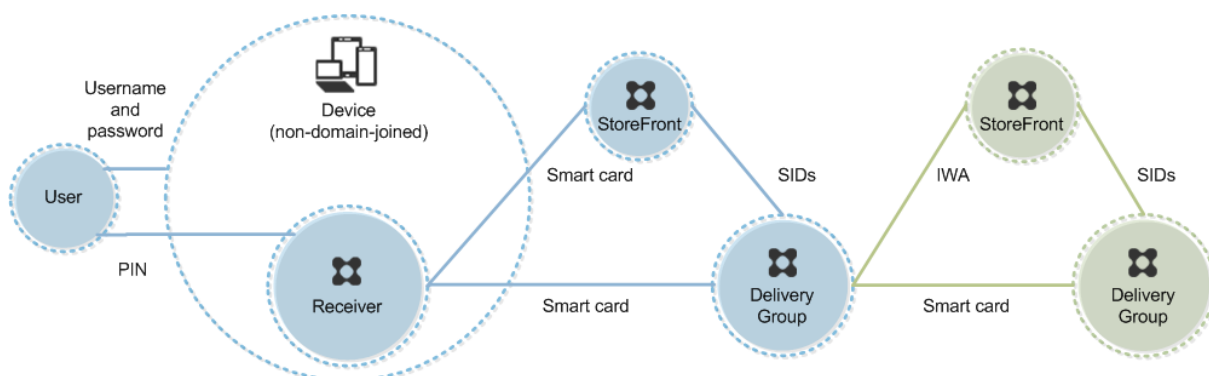 Username
and
password
User
PIN
Device
(non-domain-joined)
Receiver
StoreFront
Smart card
SIDs
Smart card
Delivery
Group
StoreFront
IWA
SIDs
Smart card
Delivery
Group